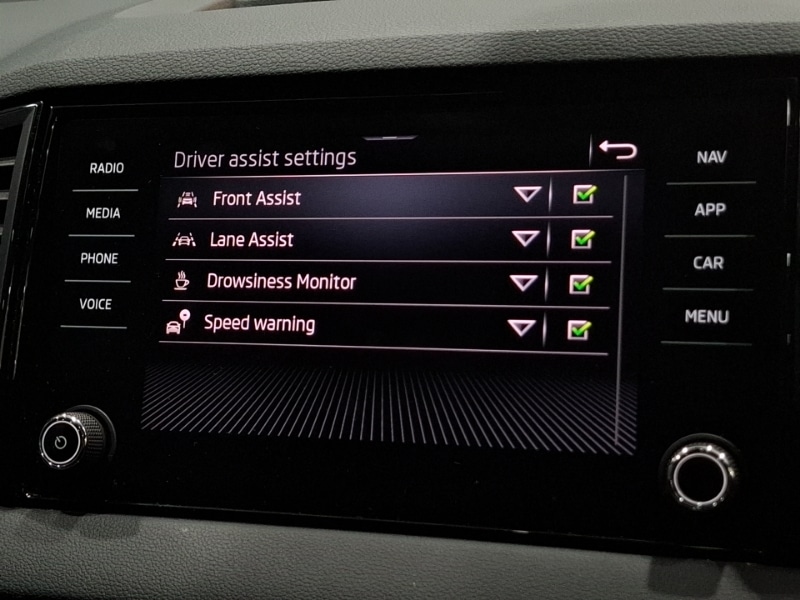 Driver assist settings
Front Assist
Lane Assist
Drowsiness Monitor
Speed warning
RADIO
MEDIA
PHONE
VOICE
NAV
APP
CAR
MENU